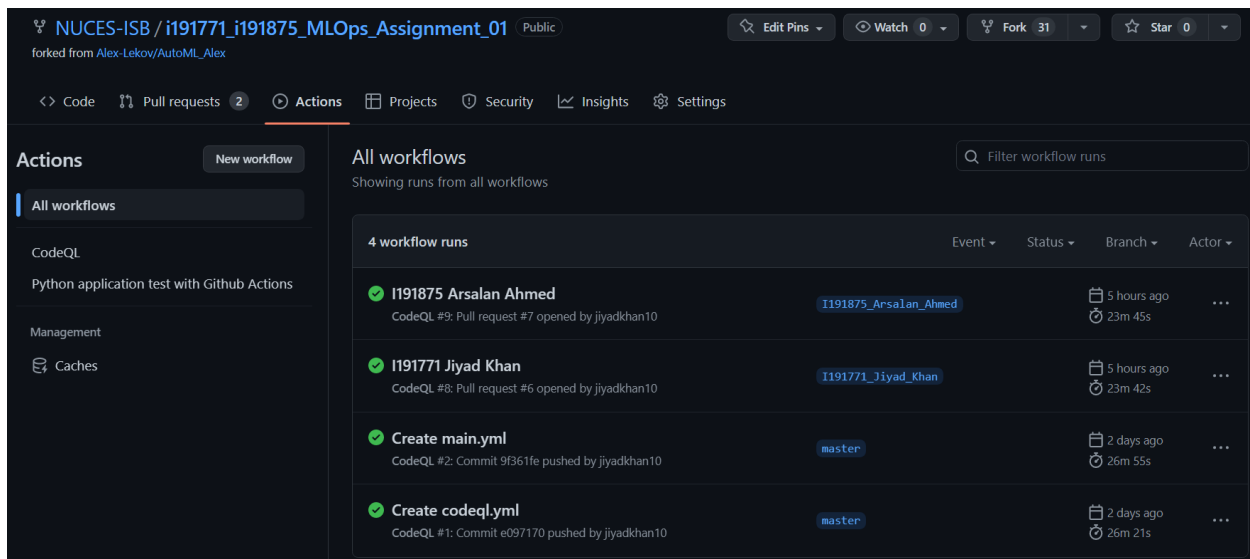 NUCES-ISB / i191771_i191875_MLOps_Assignment_01 Public Edit Pins Watch 0 Fork 31 Star 0
forked from Alex-Lekov/AutoML_Alex
Code Pull requests 2 Actions Projects Security Insights Settings
Actions New workflow
All workflows
CodeQL
Python application test with Github Actions
Management
Caches
All workflows
Showing runs from all workflows
Filter workflow runs
4 workflow runs Event Status Branch Actor
I191875 Arsalan Ahmed
CodeQL #9: Pull request #7 opened by jiyadkhan10
I191875_Arsalan_Ahmed
5 hours ago
23m 45s
I191771 Jiyad Khan
CodeQL #8: Pull request #6 opened by jiyadkhan10
I191771_Jiyad_Khan
5 hours ago
23m 42s
Create main.yml
CodeQL #2: Commit 9f361fe pushed by jiyadkhan10
master
2 days ago
26m 55s
Create codeql.yml
CodeQL #1: Commit e097170 pushed by jiyadkhan10
master
2 days ago
26m 21s